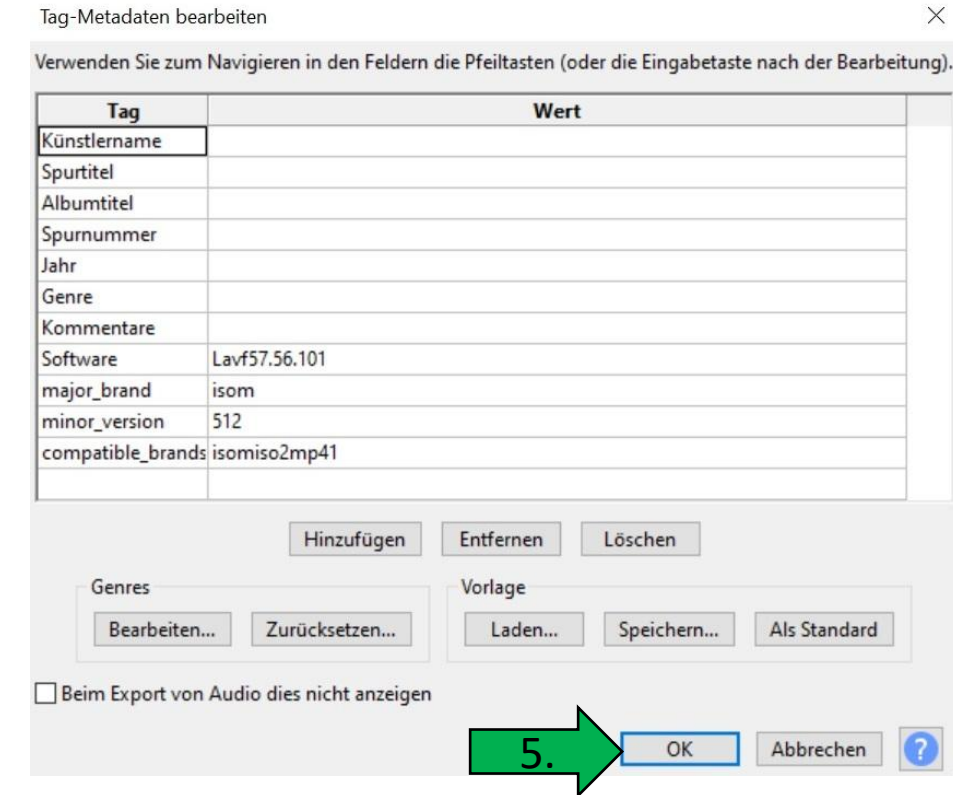 Tag-Metadaten bearbeiten
Verwenden Sie zum Navigieren in den Feldern die Pfeiltasten (oder die Eingabetaste nach der Bearbeitung).
Tag Wert
Künstlername
Spurtitel
Albumtitel
Spurnummer
Jahr
Genre
Kommentare
Software Lavf57.56.101
major_brand isom
minor_version 512
compatible_brands isomiso2mp41
Hinzufügen Entfernen Löschen
Genres Vorlage
Bearbeiten... Zurücksetzen... Laden... Speichern... Als Standard
Beim Export von Audio dies nicht anzeigen
5. OK Abbrechen ?